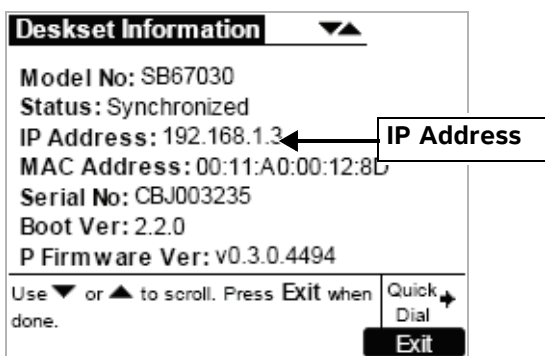 Deskset Information ▼▲
Model No: SB67030
Status: Synchronized
IP Address: 192.168.1.3
IP Address
MAC Address: 00:11:A0:00:12:8D
Serial No: CBJ003235
Boot Ver: 2.2.0
P Firmware Ver: v0.3.0.4494
Use ▼ or ▲ to scroll. Press Exit when
done.
Quick
Dial
Exit